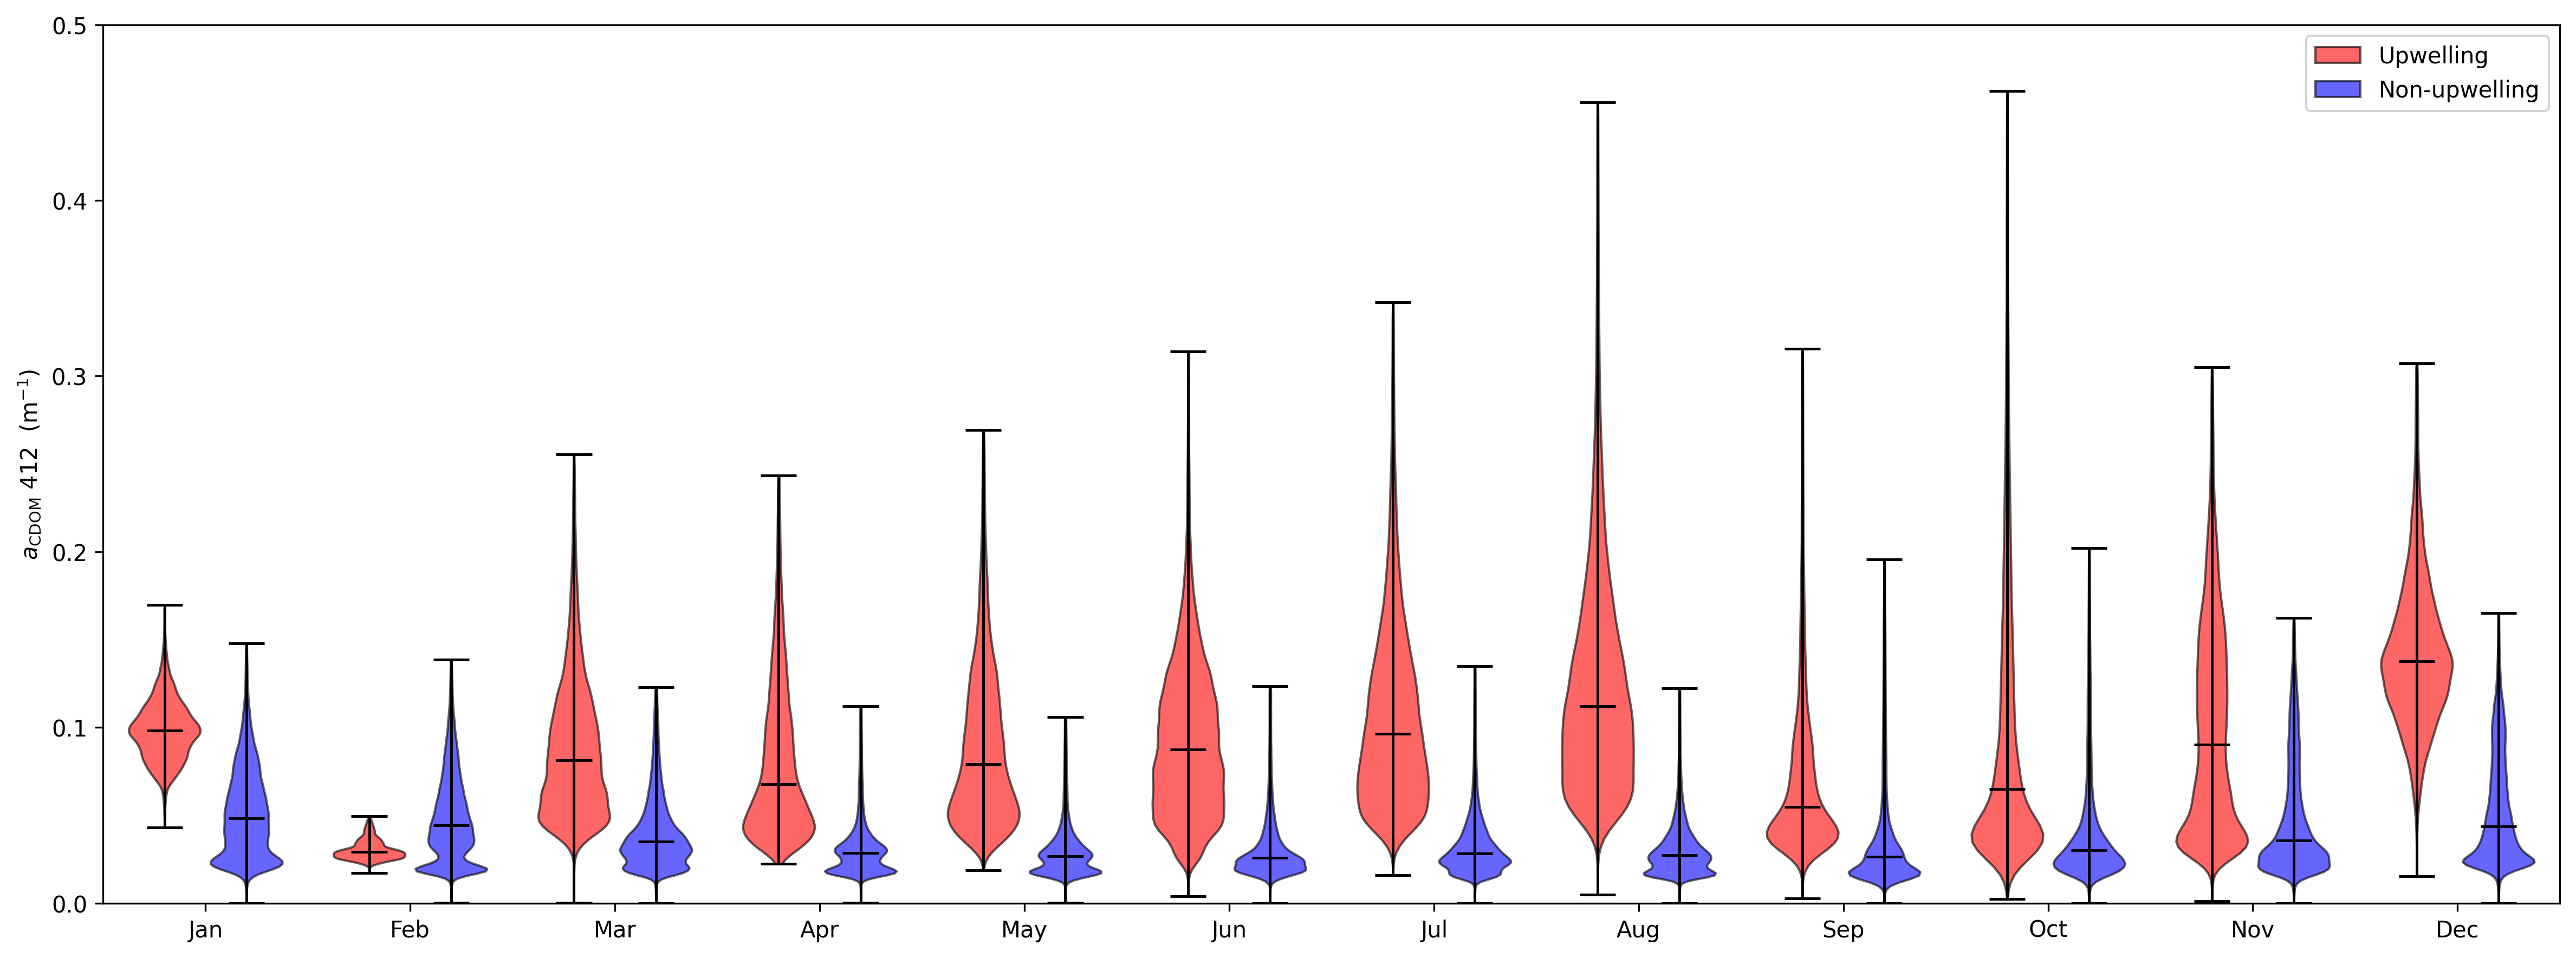 0.5
0.4
0.3
0.2
0.1
0.0
aCDOM 412 (m−1)
Upwelling
Non-upwelling
Jan Feb Mar Apr May Jun Jul Aug Sep Oct Nov Dec